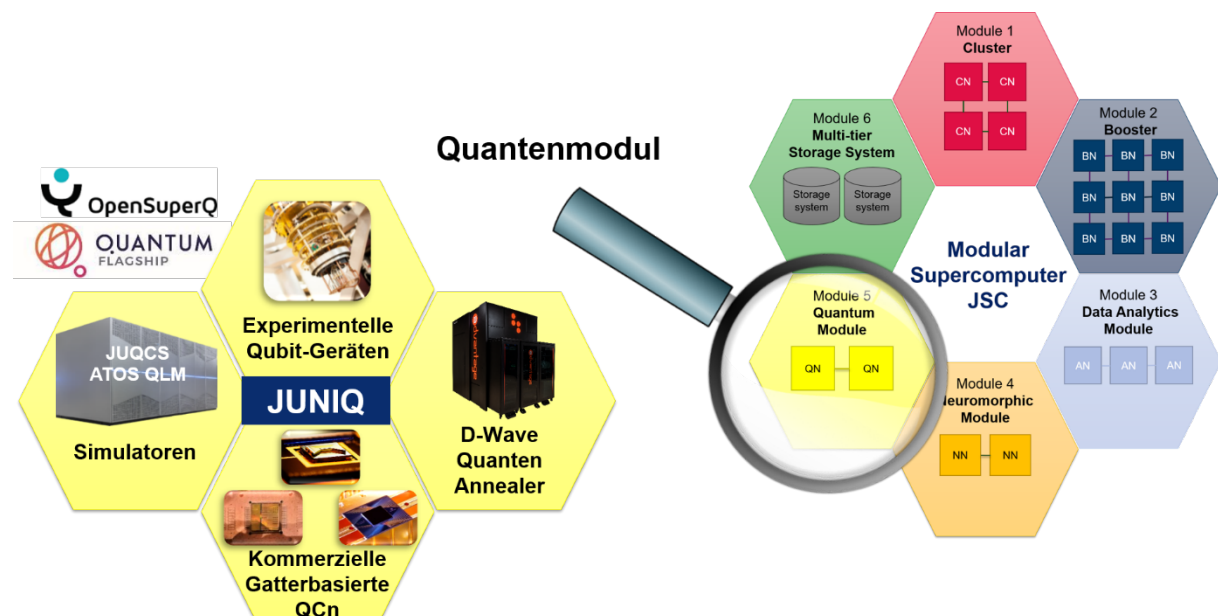 Quantenmodul
OpenSuperQ
QUANTUM
FLAGSHIP
Experimentelle
Qubit-Geräten
JUQCS
ATOS QLM
Simulatoren
JUNIQ
advantage
D-Wave
Quanten
Annealer
Kommerzielle
Gatterbasierte
QCn
Module 1
Cluster
CN CN
CN CN
Module 2
Booster
BN BN BN
BN BN BN
BN BN BN
Module 3
Data Analytics
Module
AN AN AN
Module 4
Neuromorphic
Module
NN NN
Module 5
Quantum
Module
QN QN
Module 6
Multi-tier
Storage System
Storage
system
Storage
system
Modular
Supercomputer
JSC